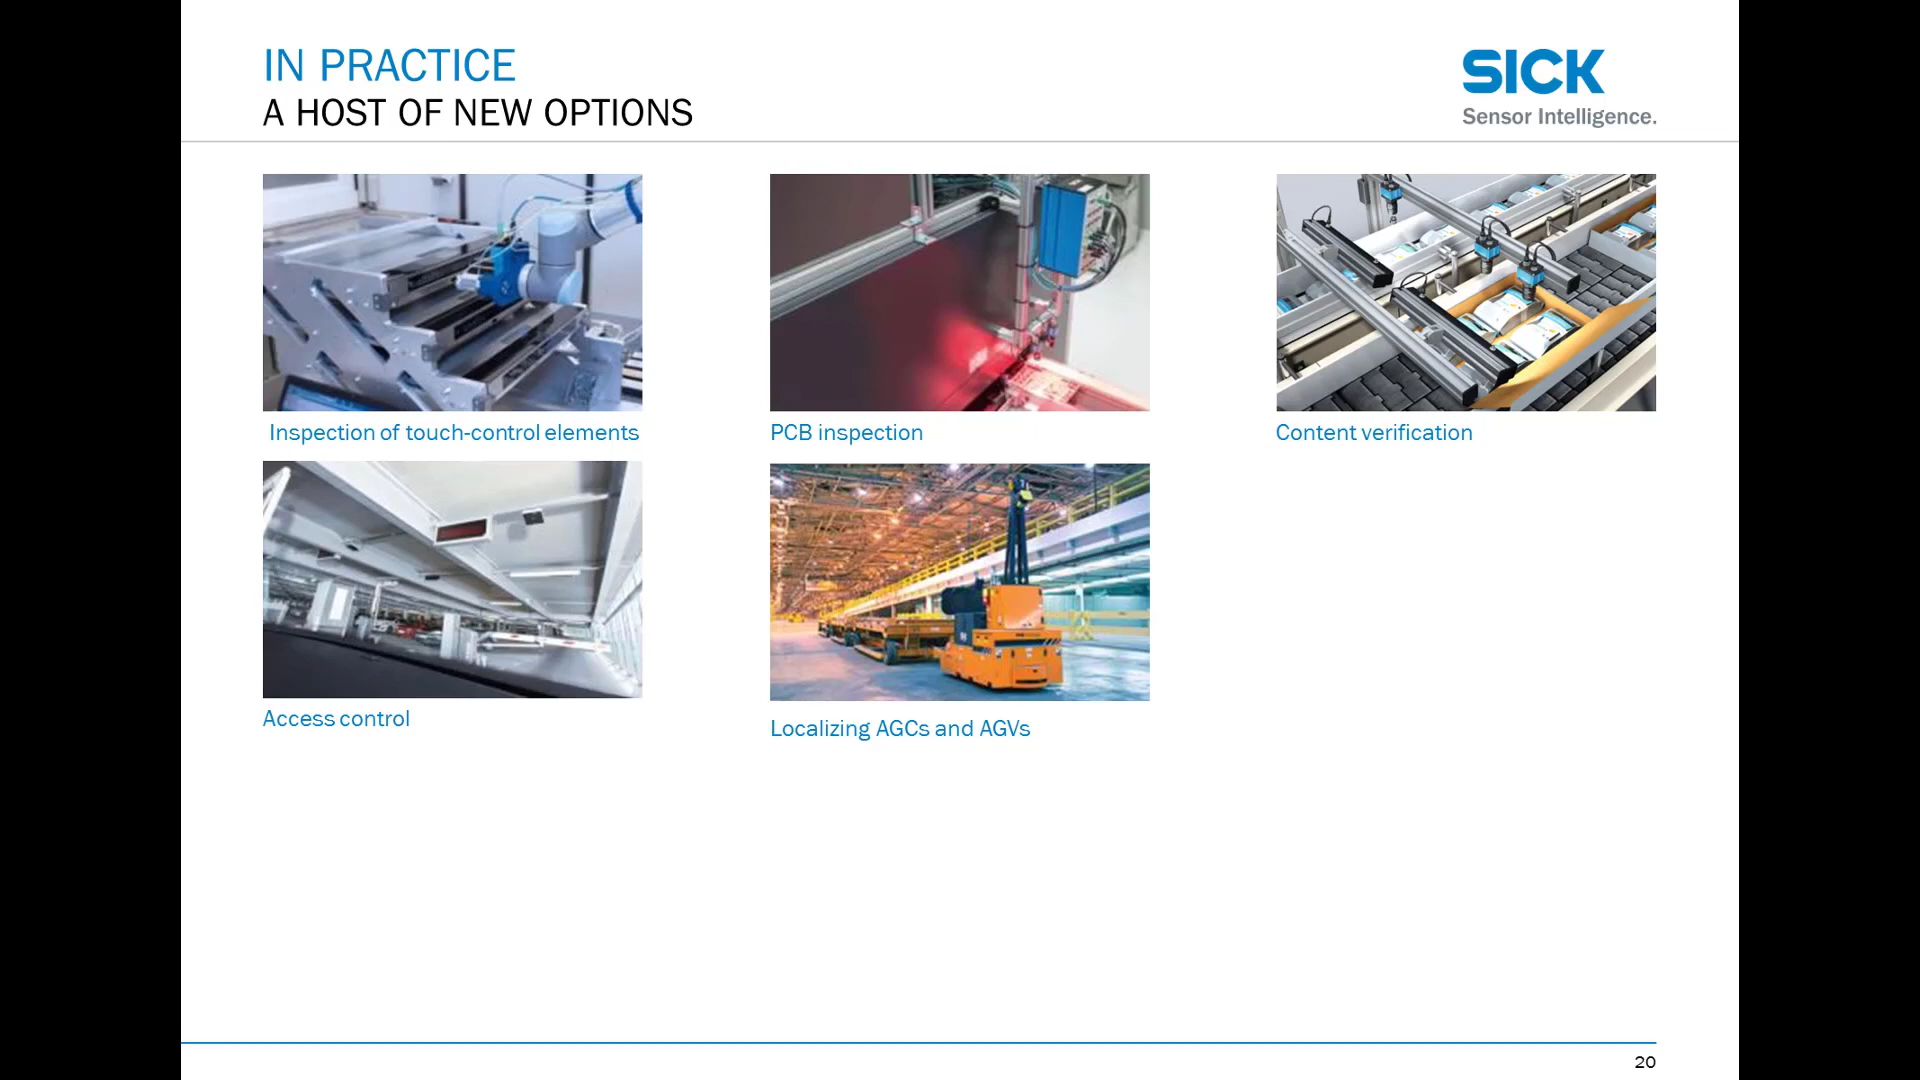 IN PRACTICE
A HOST OF NEW OPTIONS
SICK
Sensor Intelligence.
Inspection of touch-control elements
PCB inspection
Content verification
Access control
Localizing AGCs and AGVs
20